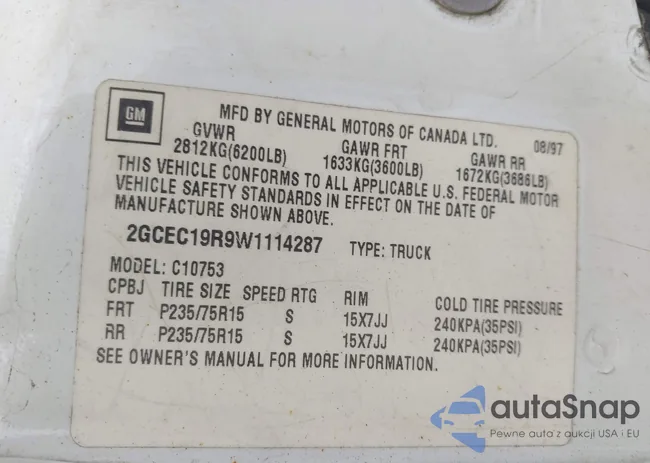 GM
MFD BY GENERAL MOTORS OF CANADA LTD. 08/97
GVWR GAWR FRT GAWR RR
2812KG(6200LB) 1633KG(3600LB) 1672KG(3686LB)
THIS VEHICLE CONFORMS TO ALL APPLICABLE U.S. FEDERAL MOTOR
VEHICLE SAFETY STANDARDS IN EFFECT ON THE DATE OF
MANUFACTURE SHOWN ABOVE.
2GCEC19R9W1114287 TYPE: TRUCK
MODEL: C10753
CPBJ TIRE SIZE SPEED RTG RIM COLD TIRE PRESSURE
FRT P235/75R15 S 15X7JJ 240KPA(35PSI)
RR P235/75R15 S 15X7JJ 240KPA(35PSI)
SEE OWNER'S MANUAL FOR MORE INFORMATION.
autaSnap
Pewne auta z aukcji USA i EU